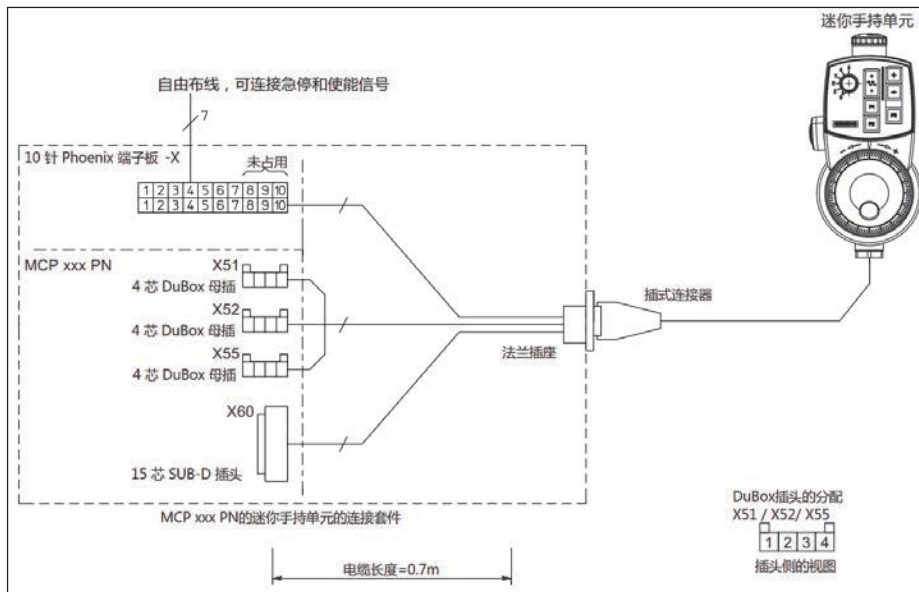 迷你手持单元
自由布线，可连接急停和使能信号
7
10 针 Phoenix 端子板 -X
未占用
1 2 3 4 5 6 7 8 9 10
1 2 3 4 5 6 7 8 9 10
MCP xxx PN
X51
4 芯 DuBox 母插
X52
4 芯 DuBox 母插
X55
4 芯 DuBox 母插
插式连接器
法兰插座
X60
15 芯 SUB-D 插头
MCP xxx PN的迷你手持单元的连接套件
电缆长度=0.7m
DuBox插头的分配
X51 / X52/ X55
1 2 3 4
插头侧的视图